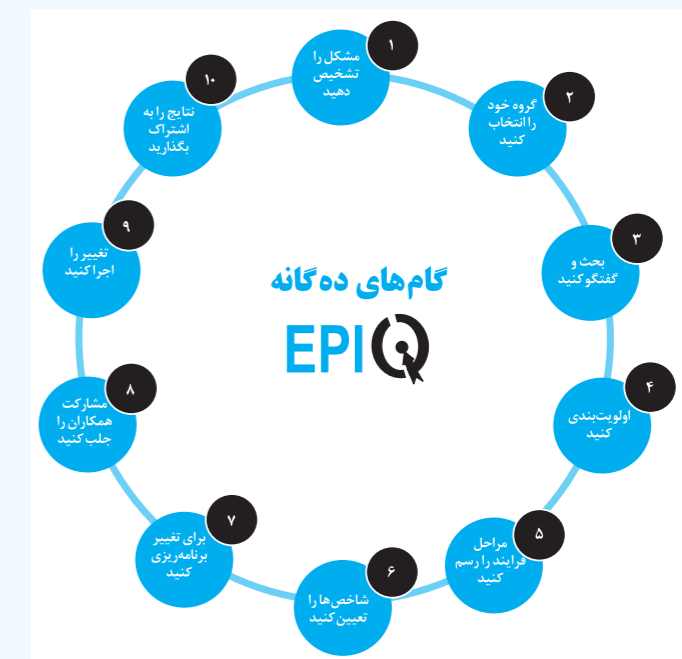 ۱
مشکل را
تشخیص
دهید
۲
گروه خود
را انتخاب
کنید
۳
بحث و
گفتگو کنید
۴
اولویت‌بندی
کنید
۵
مراحل
فرایند را رسم
کنید
۶
شاخص‌ها را
تعیین کنید
۷
برای تغییر
برنامه‌ریزی
کنید
۸
مشارکت
همکاران را
جلب کنید
۹
تغییر را
اجرا کنید
۱۰
نتایج را به
اشتراک
بگذارید
گام‌های ده گانه
EPIQ